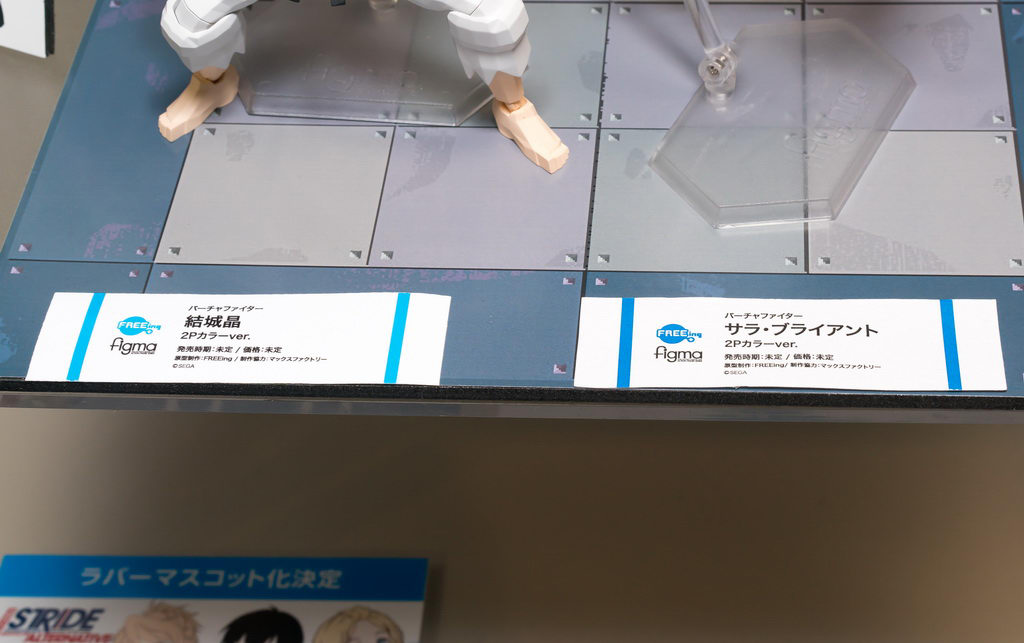 FREEing
figma
バーチャファイター
結城晶
2Pカラーver.
発売時期:未定 / 価格:未定
原型制作:FREEing / 制作協力:マックスファクトリー
©SEGA
FREEing
figma
バーチャファイター
サラ・ブライアント
2Pカラーver.
発売時期:未定 / 価格:未定
原型制作:FREEing / 制作協力:マックスファクトリー
©SEGA
ラバーマスコット化決定
STRIDE
ALTERNATIVE